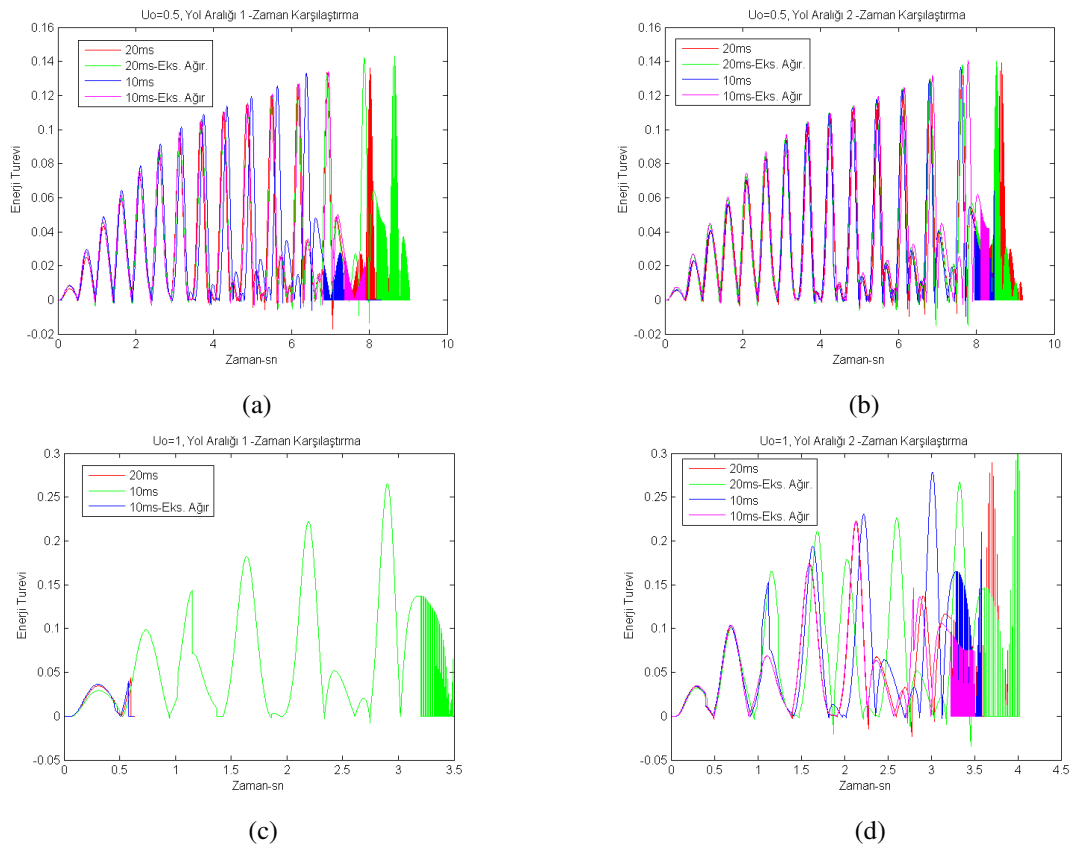 Uo=0.5, Yol Aralığı 1 -Zaman Karşılaştırma
20ms
20ms-Eks. Ağır.
10ms
10ms-Eks. Ağır
Enerji Turevi
0.16
0.14
0.12
0.1
0.08
0.06
0.04
0.02
0
-0.02
0 2 4 6 8 10
Zaman-sn
(a)
Uo=0.5, Yol Aralığı 2 -Zaman Karşılaştırma
20ms
20ms-Eks. Ağır.
10ms
10ms-Eks. Ağır
Enerji Turevi
0.16
0.14
0.12
0.1
0.08
0.06
0.04
0.02
0
-0.02
0 2 4 6 8 10
Zaman-sn
(b)
Uo=1, Yol Aralığı 1 -Zaman Karşılaştırma
20ms
10ms
10ms-Eks. Ağır
Enerji Turevi
0.3
0.25
0.2
0.15
0.1
0.05
0
-0.05
0 0.5 1 1.5 2 2.5 3 3.5
Zaman-sn
(c)
Uo=1, Yol Aralığı 2 -Zaman Karşılaştırma
20ms
20ms-Eks. Ağır.
10ms
10ms-Eks. Ağır
Enerji Turevi
0.3
0.25
0.2
0.15
0.1
0.05
0
-0.05
0 0.5 1 1.5 2 2.5 3 3.5 4 4.5
Zaman-sn
(d)